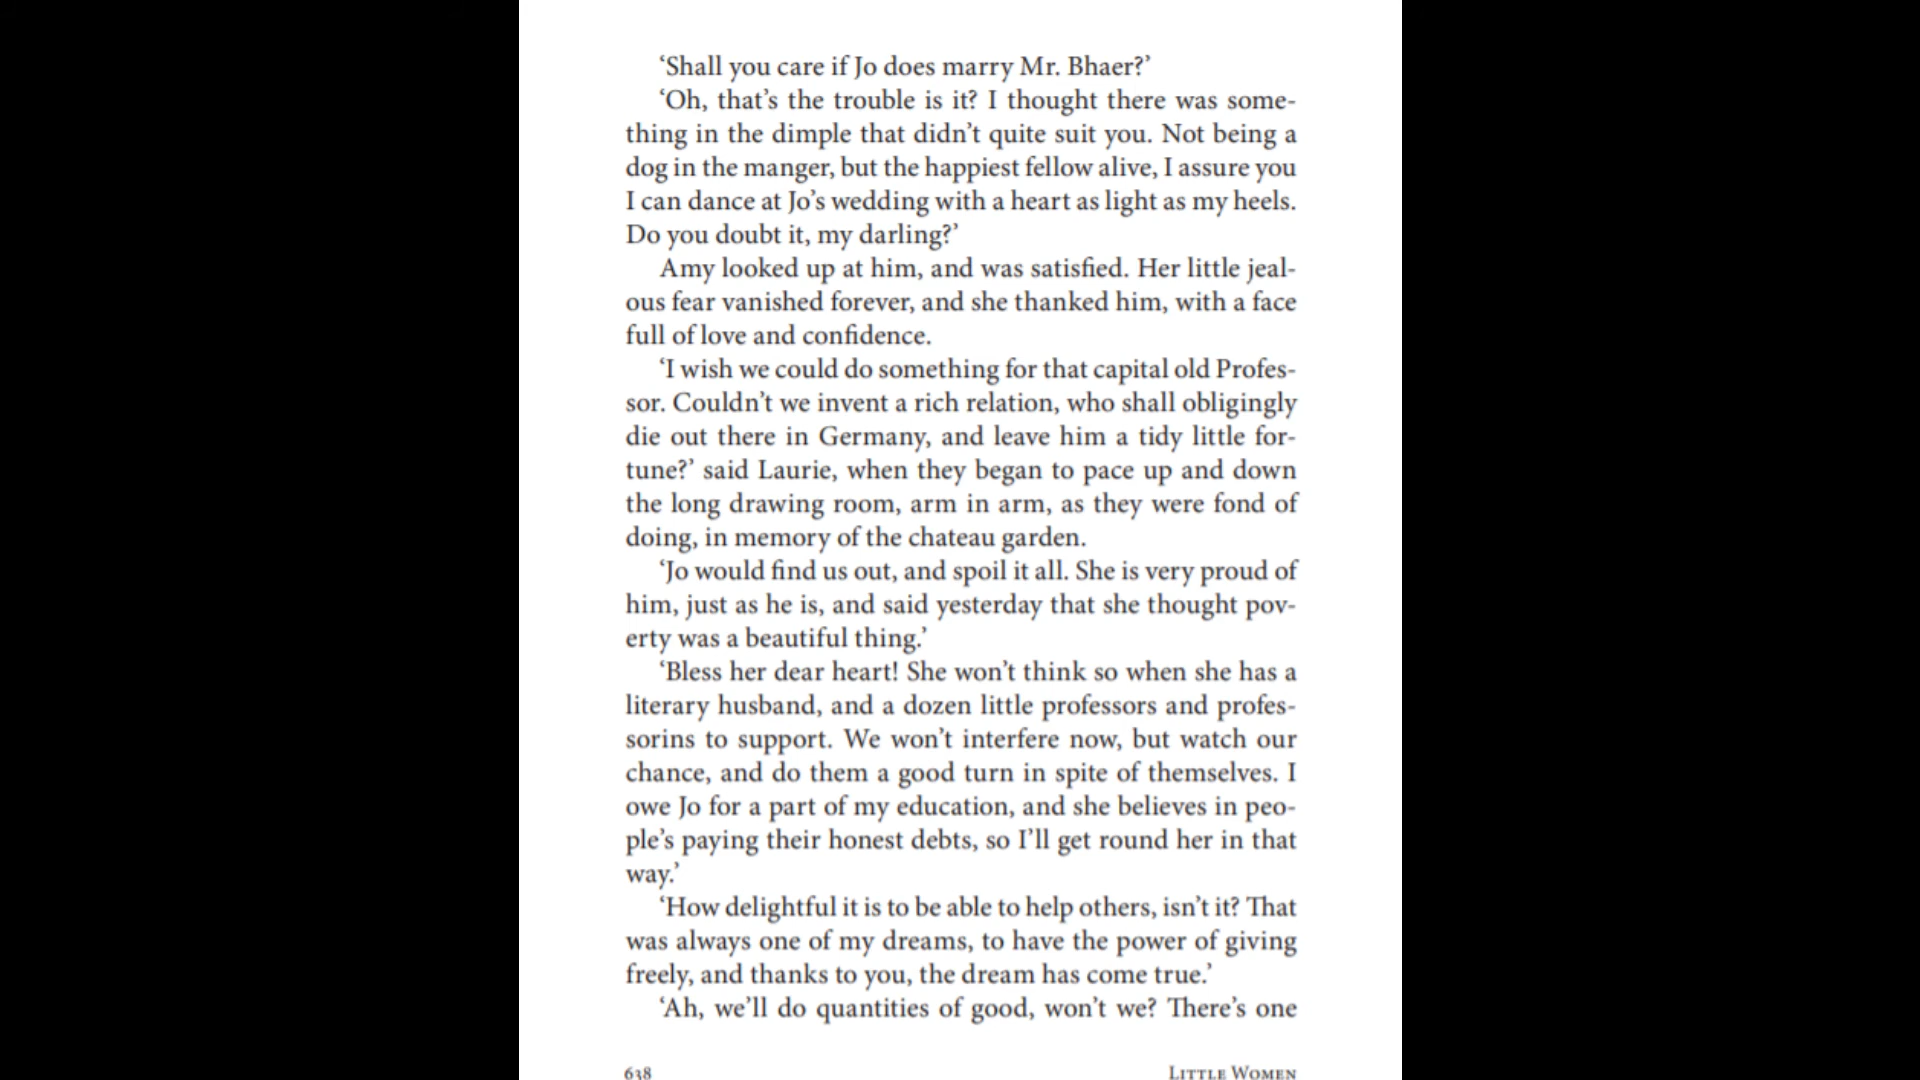 ‘Shall you care if Jo does marry Mr. Bhaer?’
‘Oh, that’s the trouble is it? I thought there was some-
thing in the dimple that didn’t quite suit you. Not being a
dog in the manger, but the happiest fellow alive, I assure you
I can dance at Jo’s wedding with a heart as light as my heels.
Do you doubt it, my darling?’
Amy looked up at him, and was satisfied. Her little jeal-
ous fear vanished forever, and she thanked him, with a face
full of love and confidence.
‘I wish we could do something for that capital old Profes-
sor. Couldn’t we invent a rich relation, who shall obligingly
die out there in Germany, and leave him a tidy little for-
tune?’ said Laurie, when they began to pace up and down
the long drawing room, arm in arm, as they were fond of
doing, in memory of the chateau garden.
‘Jo would find us out, and spoil it all. She is very proud of
him, just as he is, and said yesterday that she thought pov-
erty was a beautiful thing.’
‘Bless her dear heart! She won’t think so when she has a
literary husband, and a dozen little professors and profes-
sorins to support. We won’t interfere now, but watch our
chance, and do them a good turn in spite of themselves. I
owe Jo for a part of my education, and she believes in peo-
ple’s paying their honest debts, so I’ll get round her in that
way.’
‘How delightful it is to be able to help others, isn’t it? That
was always one of my dreams, to have the power of giving
freely, and thanks to you, the dream has come true.’
‘Ah, we’ll do quantities of good, won’t we? There’s one
638 Little Women